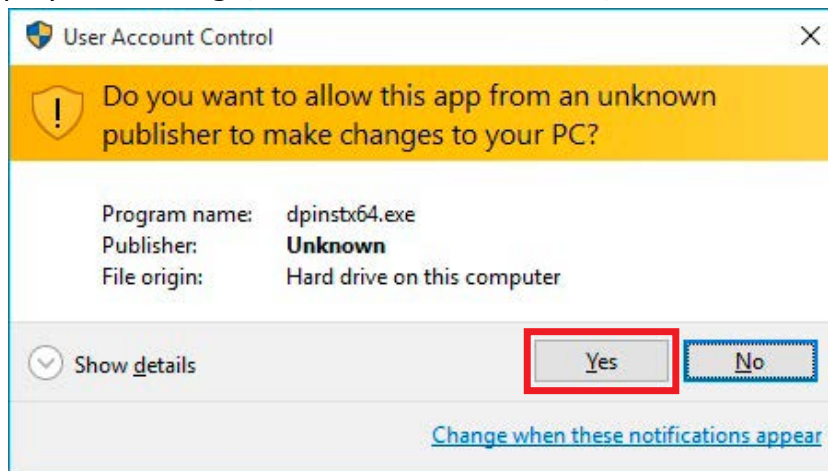 User Account Control
Do you want to allow this app from an unknown
publisher to make changes to your PC?
Program name: dpinstx64.exe
Publisher: Unknown
File origin: Hard drive on this computer
Show details Yes No
Change when these notifications appear